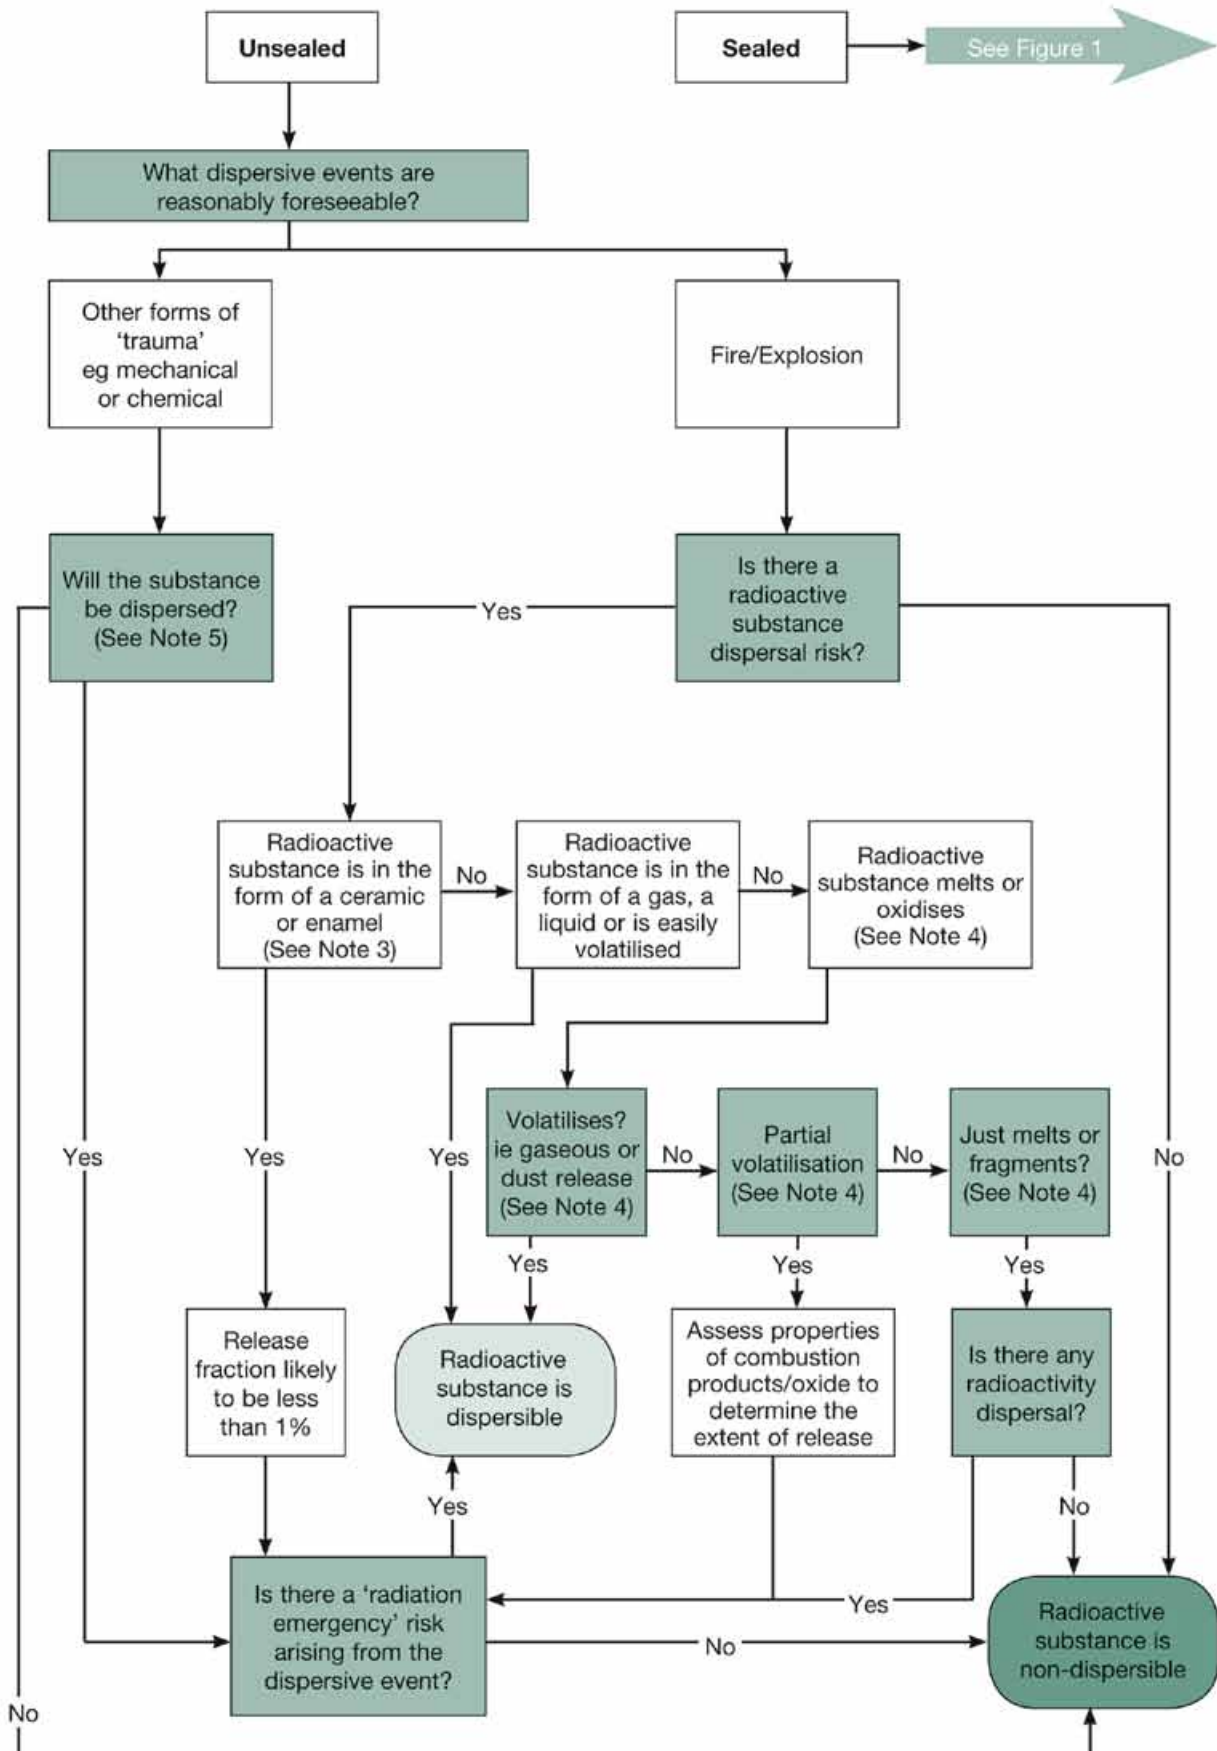 Unsealed
Sealed
See Figure 1
What dispersive events are
reasonably foreseeable?
Other forms of
‘trauma’
eg mechanical
or chemical
Fire/Explosion
Will the substance
be dispersed?
(See Note 5)
Is there a
radioactive
substance
dispersal risk?
Yes
Radioactive
substance is in the
form of a ceramic
or enamel
(See Note 3)
No
Radioactive
substance is in the
form of a gas, a
liquid or is easily
volatilised
No
Radioactive
substance melts or
oxidises
(See Note 4)
Yes
Yes
Yes
Volatilises?
ie gaseous or
dust release
(See Note 4)
No
Partial
volatilisation
(See Note 4)
No
Just melts or
fragments?
(See Note 4)
No
Yes
Yes
Yes
Release
fraction likely
to be less
than 1%
Radioactive
substance is
dispersible
Assess properties
of combustion
products/oxide to
determine the
extent of release
Is there any
radioactivity
dispersal?
Yes
No
Is there a ‘radiation
emergency’ risk
arising from the
dispersive event?
Yes
No
Radioactive
substance is
non-dispersible
No